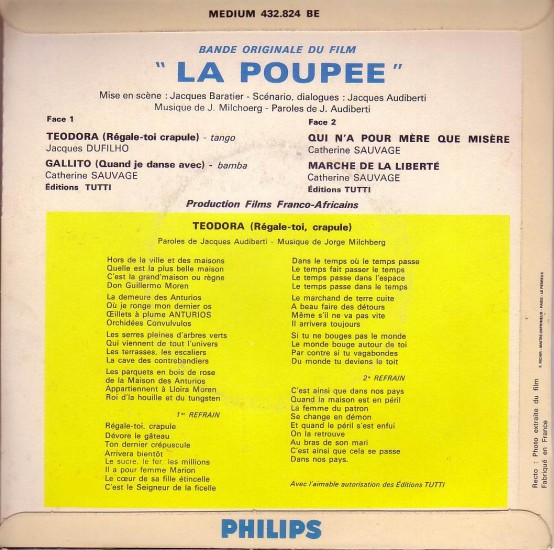 MEDIUM 432.824 BE
BANDE ORIGINALE DU FILM
" LA POUPEE "
Mise en scène : Jacques Baratier - Scénario, dialogues : Jacques Audiberti
Musique de J. Milchoerg - Paroles de J. Audiberti
Face 1
TEODORA (Régale-toi crapule) - tango
Jacques DUFILHO
GALLITO (Quand je danse avec) - bamba
Catherine SAUVAGE
Éditions TUTTI
Face 2
QUI N'A POUR MÈRE QUE MISÈRE
Catherine SAUVAGE
MARCHE DE LA LIBERTÉ
Catherine SAUVAGE
Éditions TUTTI
Production Films Franco-Africains
TEODORA (Régale-toi, crapule)
Paroles de Jacques Audiberti - Musique de Jorge Milchberg
Hors de la ville et des maisons
Quelle est la plus belle maison
C'est la grand'maison ou règne
Don Guillermo Moren
La demeure des Anturios
Où je ronge mon dernier os
Œillets à plume ANTURIOS
Orchidées Convulvulos
Les serres pleines d'arbres verts
Qui viennent de tout l'univers
Les terrasses, les escaliers
La cave des contrebandiers
Les parquets en bois de rose
de la Maison des Anturios
Appartiennent à Lloira Moren
Roi d'la houille et du tungsten
1er REFRAIN
Régale-toi, crapule
Dévore le gâteau
Ton dernier crépuscule
Arrivera bientôt
Le sucre, le fer, les millions
Il a pour femme Marion
Le cœur de sa fille étincelle
C'est le Seigneur de la ficelle
Dans le temps où le temps passe
Le temps fait passer le temps
Le temps passe dans l'espace
Le temps passe dans le temps
Le marchand de terre cuite
A beau faire des détours
Même s'il ne va pas vite
Il arrivera toujours
Si tu ne bouges pas le monde
Le monde bouge autour de toi
Par contre si tu vagabondes
Du monde tu deviens le toit
2e REFRAIN
C'est ainsi que dans nos pays
Quand la maison est en péril
La femme du patron
Se change en démon
Et quand le péril s'est enfui
On la retrouve
Au bras de son mari
C'est ainsi que cela se passe
Dans nos pays.
Avec l'aimable autorisation des Éditions TUTTI
Recto : Photo extraite du film
Fabriqué en France
PHILIPS